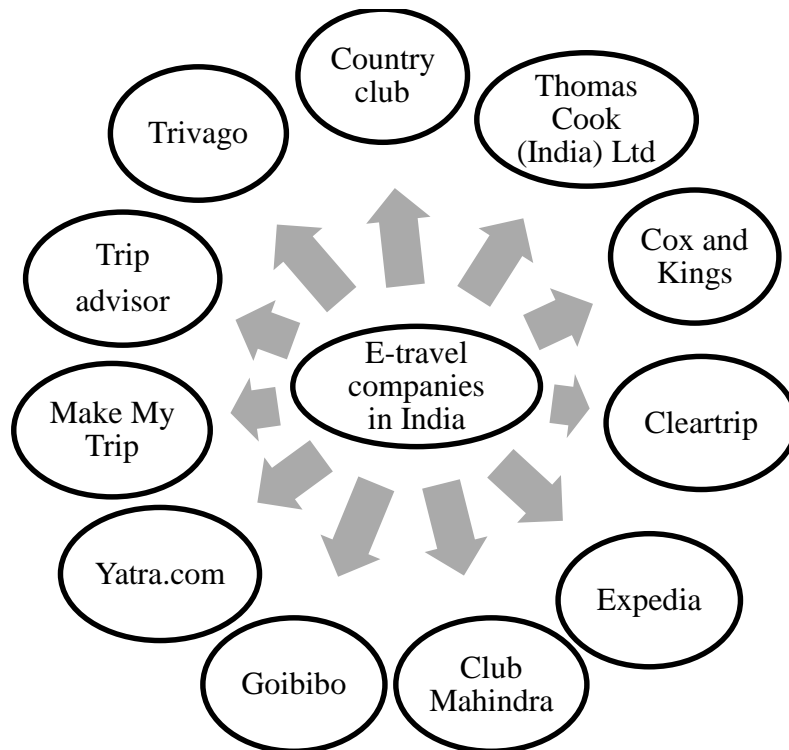 Country
club
Thomas
Cook
(India) Ltd
Cox and
Kings
Cleartrip
Expedia
Club
Mahindra
Goibibo
Yatra.com
Make My
Trip
Trip
advisor
Trivago
E-travel
companies
in India